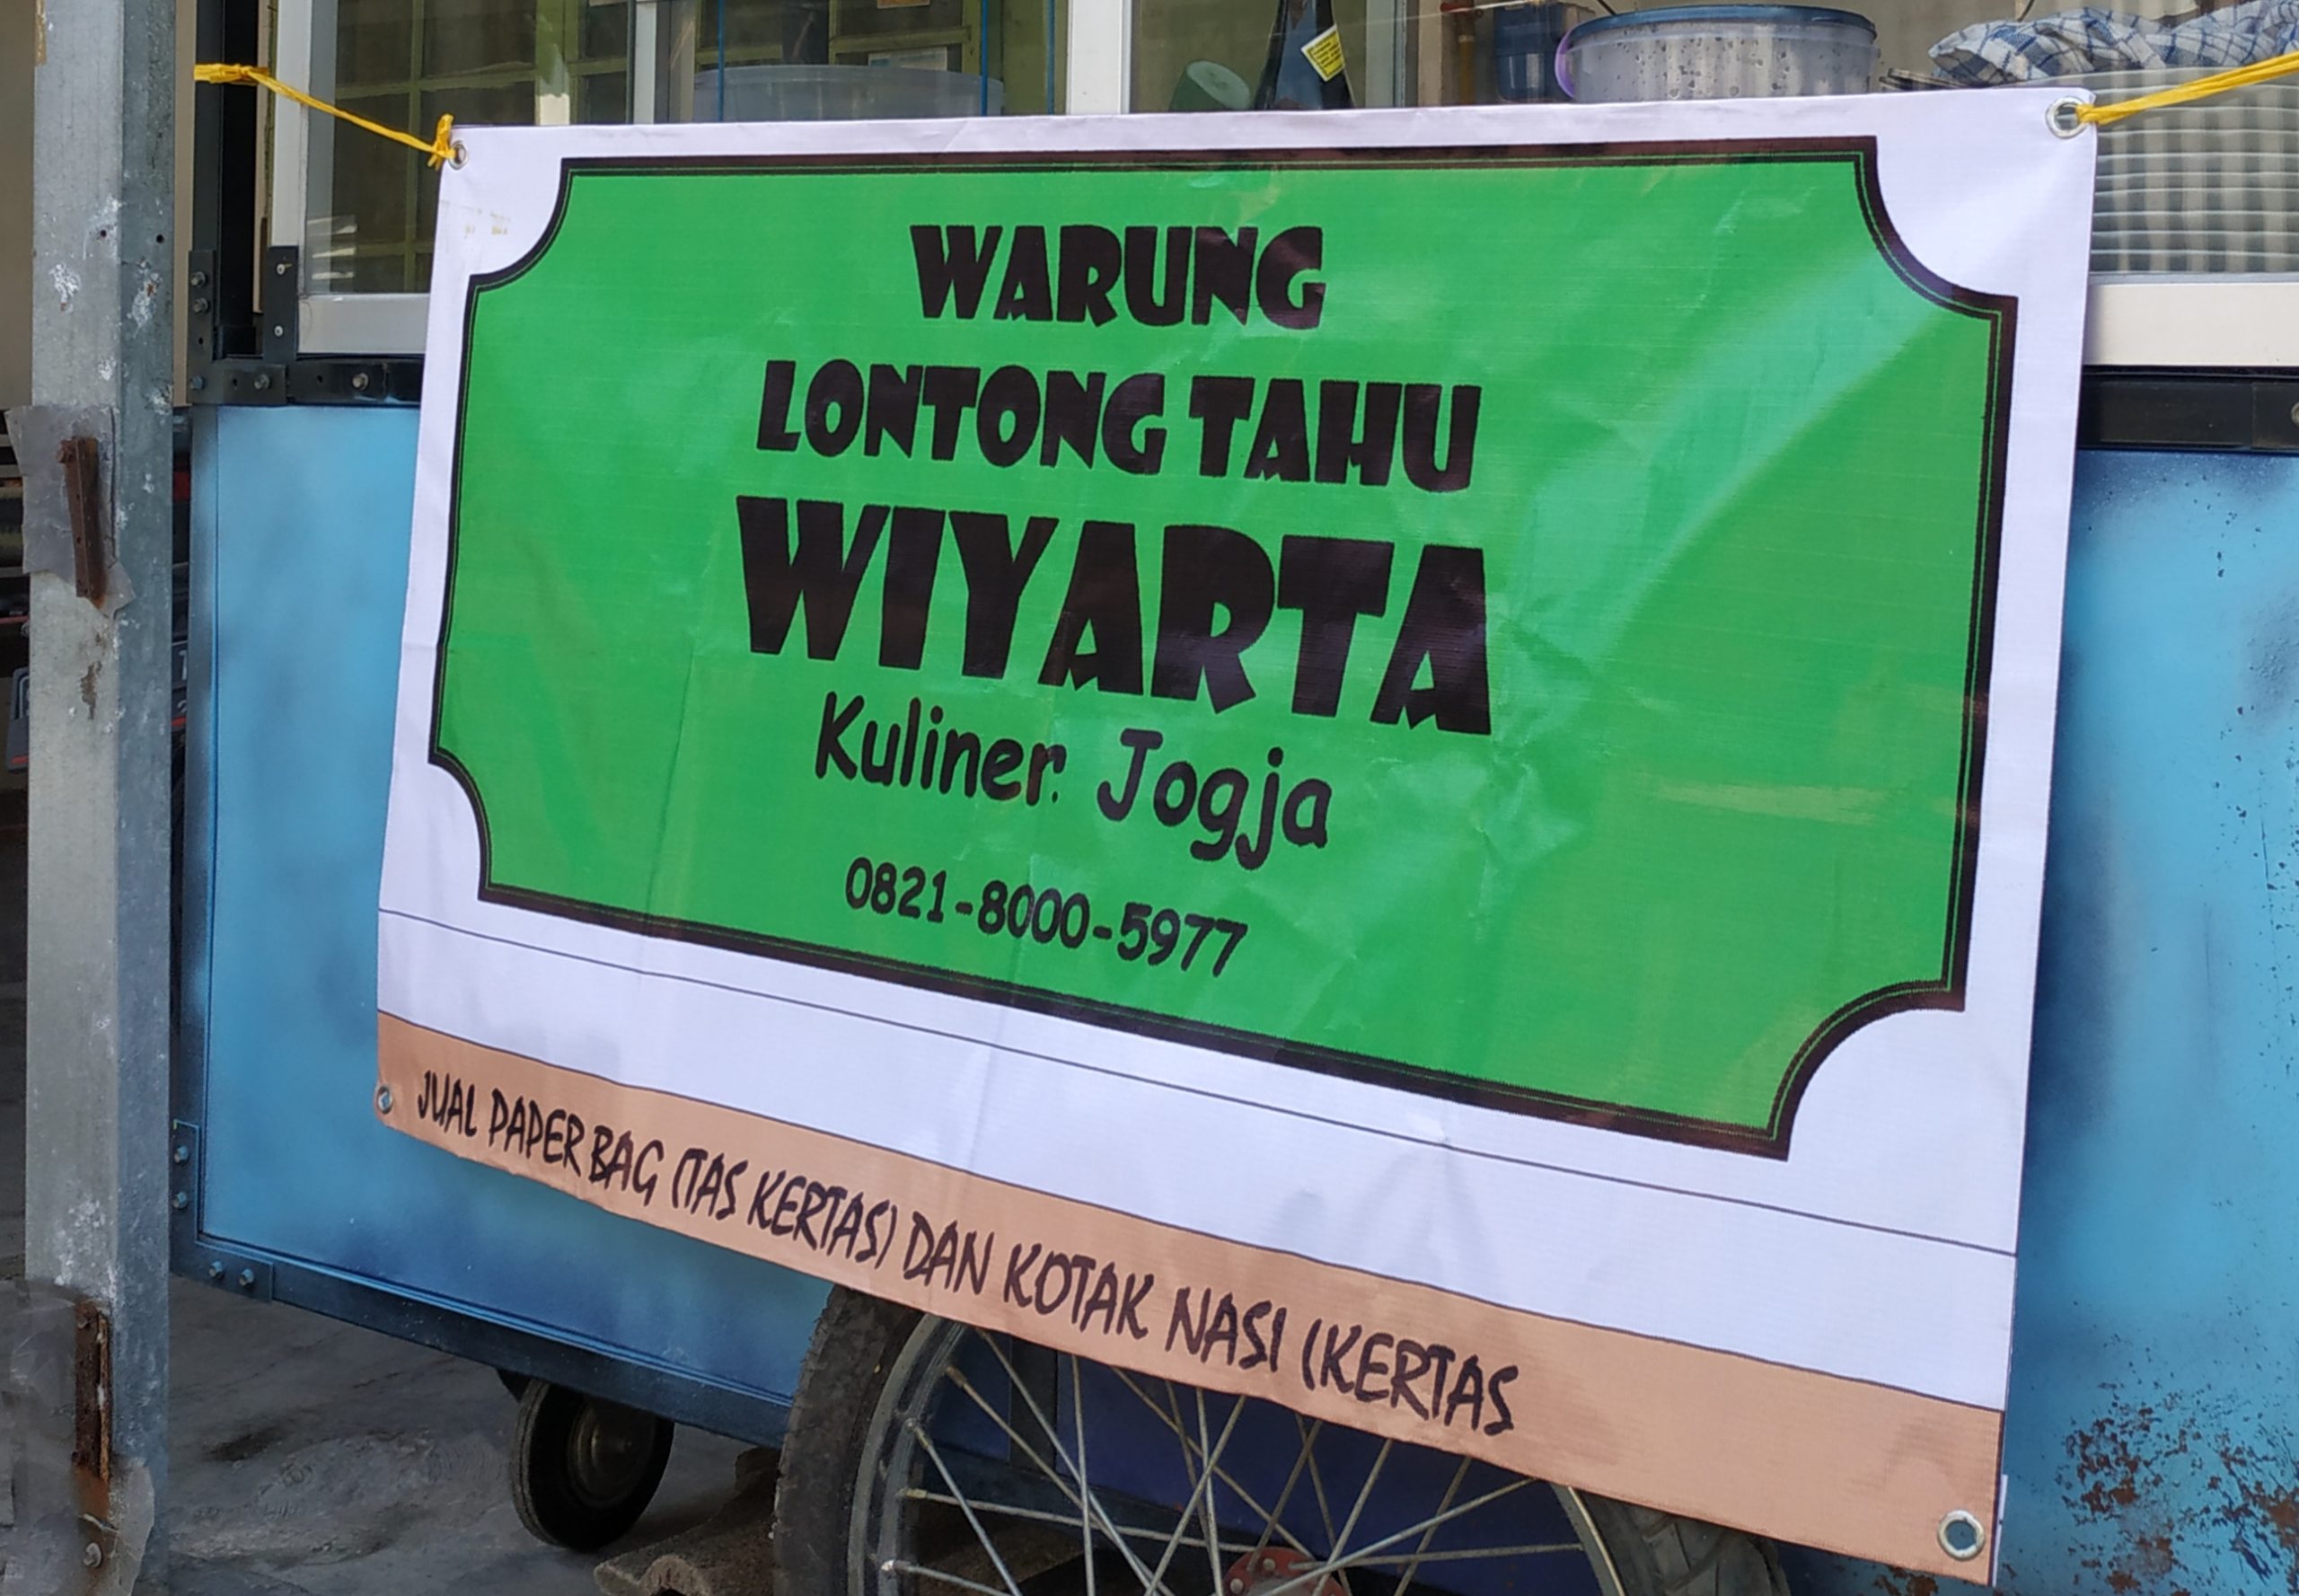 WARUNG
LONTONG TAHU
WIYARTA
Kuliner: Jogja
0821-8000-5977
JUAL PAPER BAG (TAS KERTAS) DAN KOTAK NASI (KERTAS